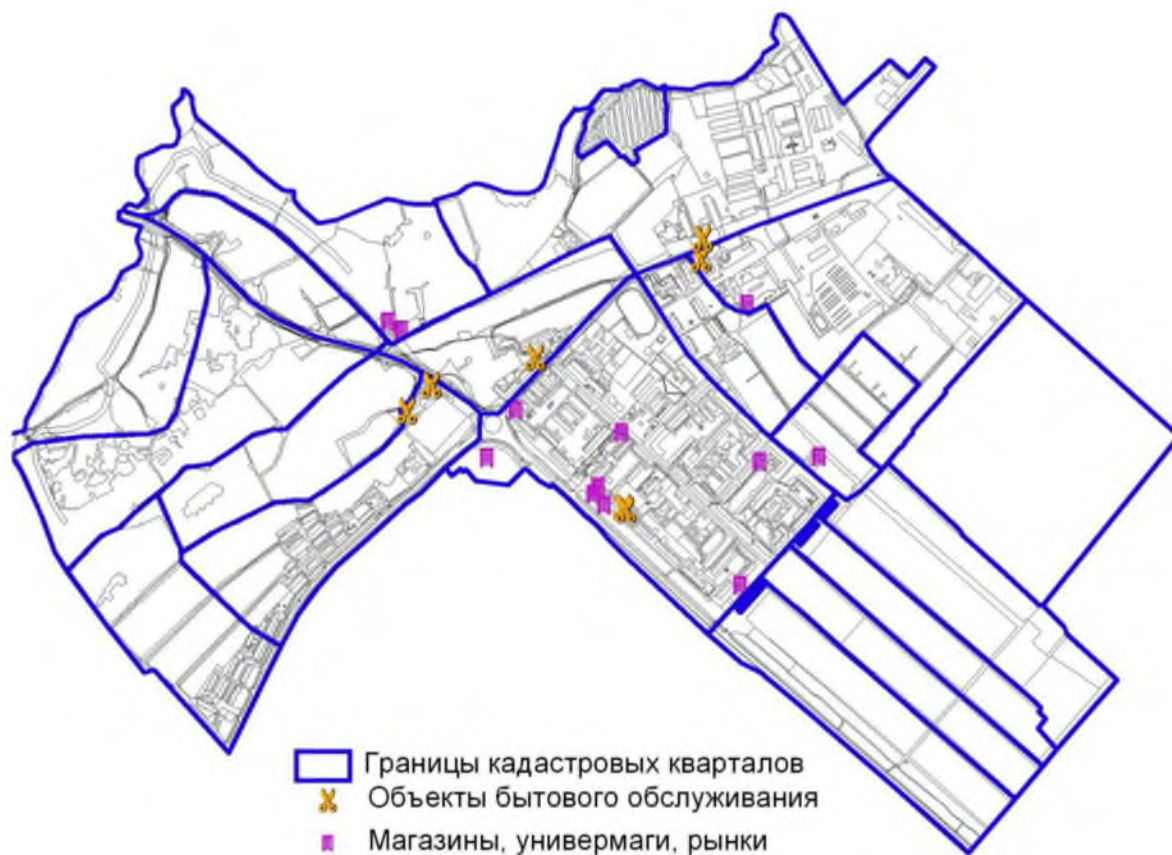 Границы кадастровых кварталов
Объекты бытового обслуживания
Магазины, универмаги, рынки